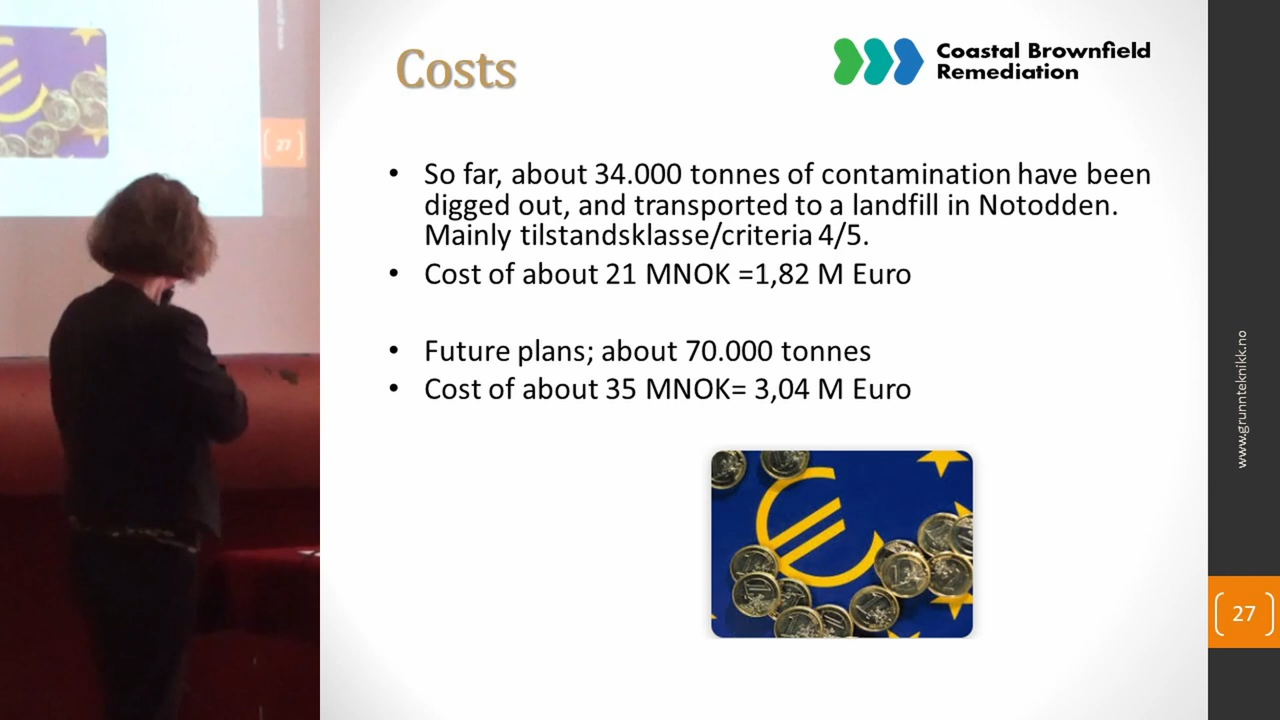 Costs
Coastal Brownfield
Remediation
• So far, about 34.000 tonnes of contamination have been
digged out, and transported to a landfill in Notodden.
Mainly tilstandsklasse/criteria 4/5.
• Cost of about 21 MNOK =1,82 M Euro
• Future plans; about 70.000 tonnes
• Cost of about 35 MNOK= 3,04 M Euro
www.grunnteknikk.no
27
27